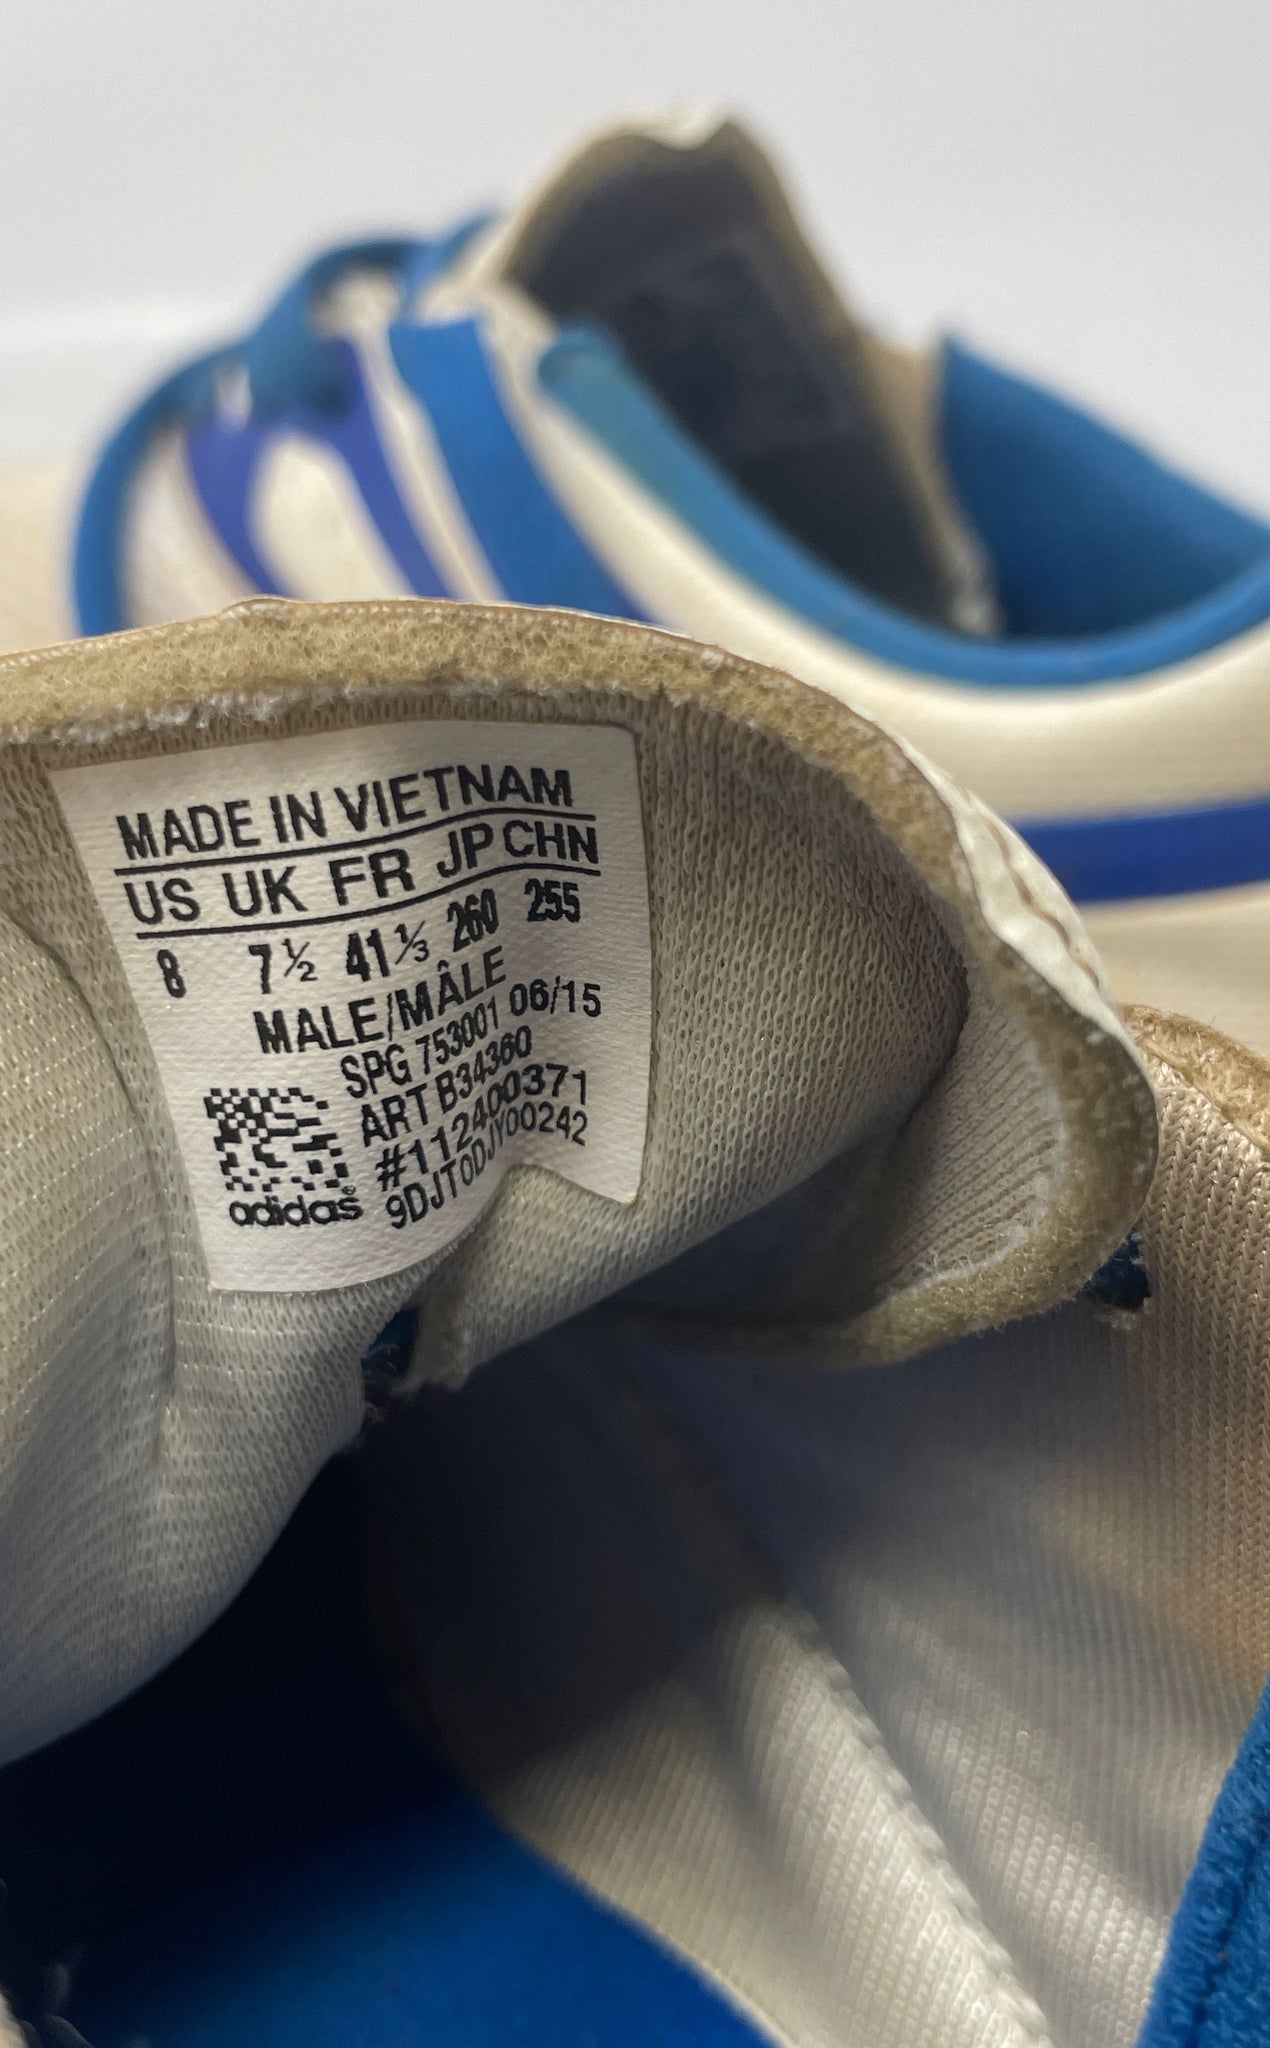 MADE IN VIETNAM
US UK FR JP CHN
8 7½ 41⅓ 260 255
MALE/MÂLE
SPG 753001 06/15
ART B34360
#112400371
9DJT0DJY00242
adidas®